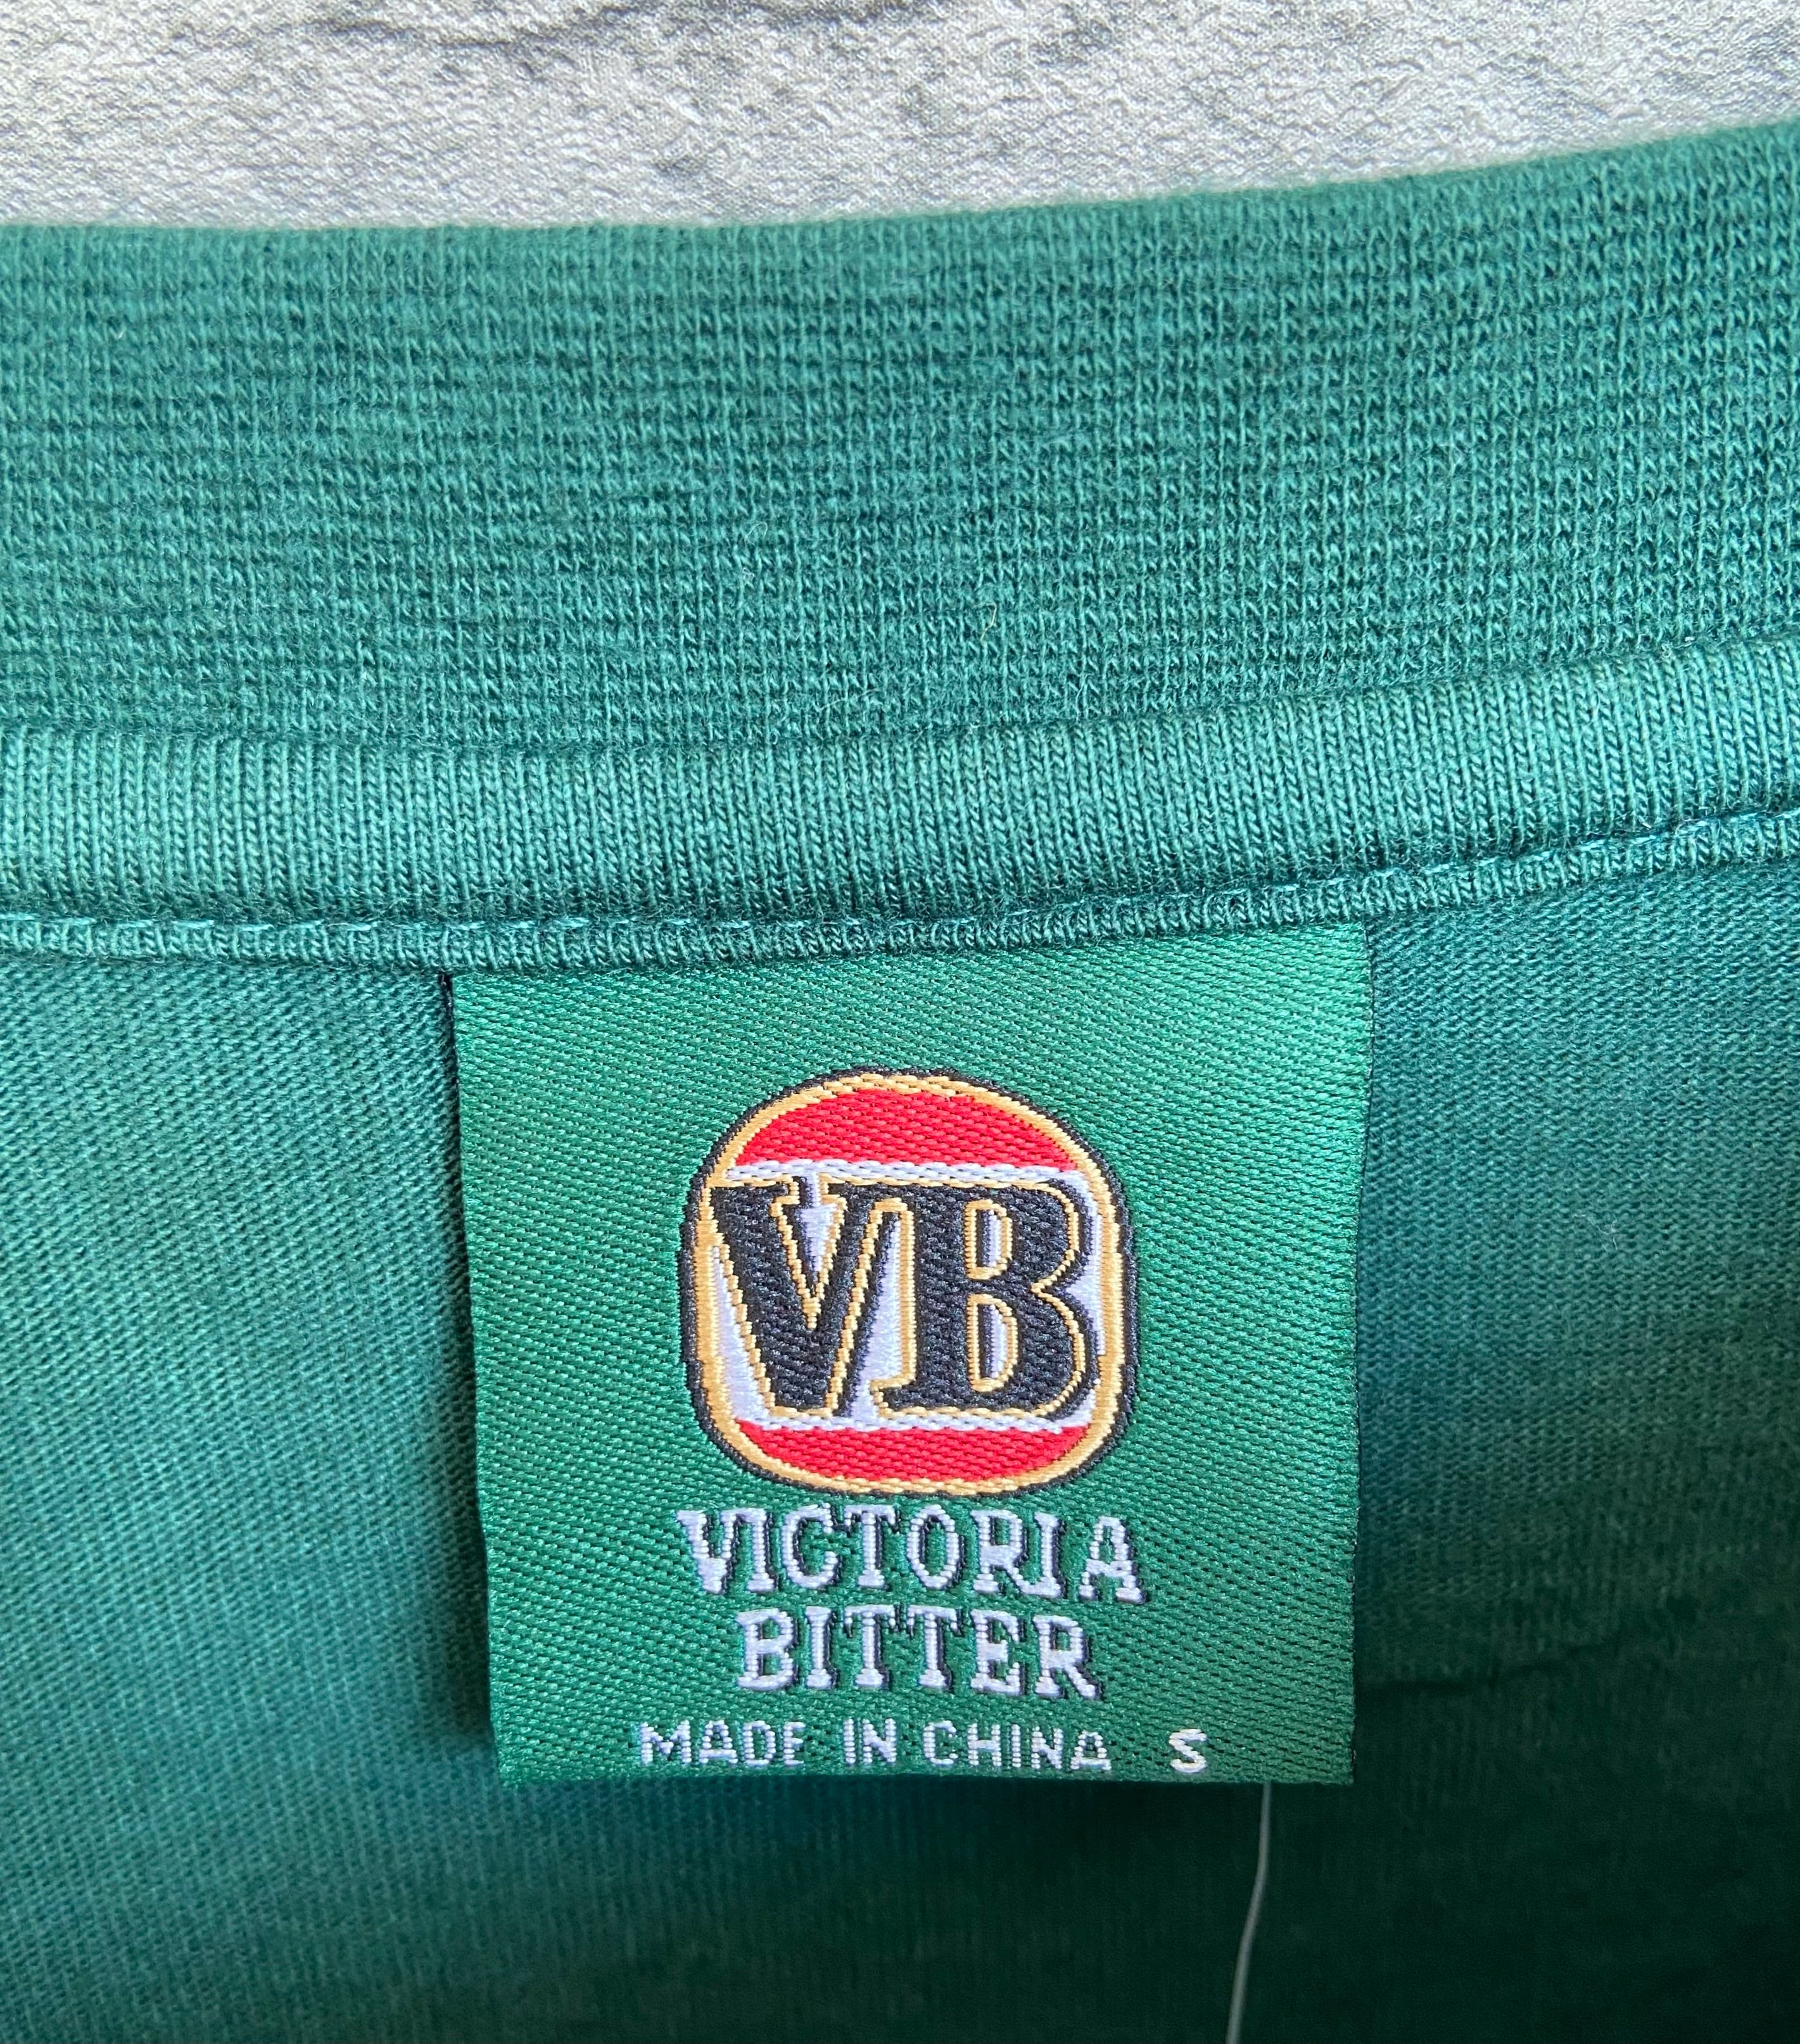 VB
VICTORIA
BITTER
MADE IN CHINA S